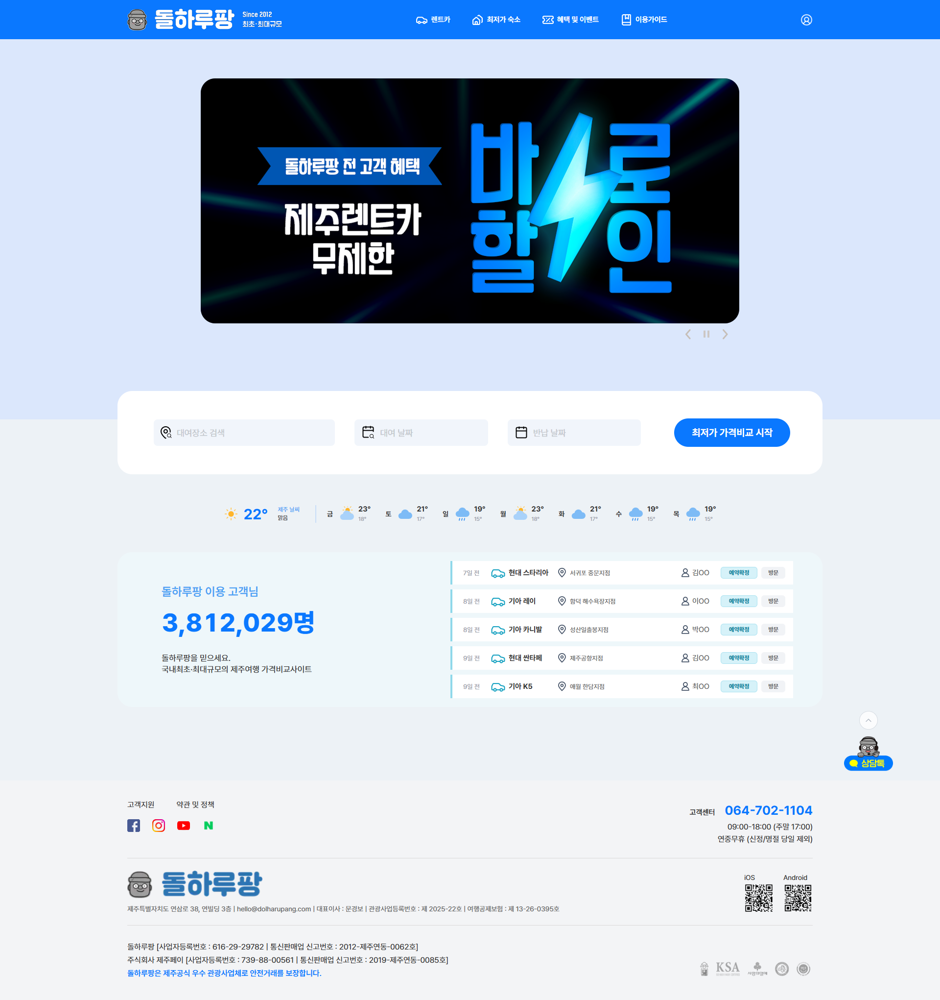 돌하루팡
Since 2012
최초·최대규모
렌트카
최저가 숙소
혜택 및 이벤트
이용가이드
돌하루팡 전 고객 혜택
제주렌트카
무제한
바로
할인
대여장소 검색
대여 날짜
반납 날짜
최저가 가격비교 시작
22°
제주 날씨
맑음
금 23° 18°
토 21° 17°
일 19° 15°
월 23° 18°
화 21° 17°
수 19° 15°
목 19° 15°
돌하루팡 이용 고객님
3,812,029명
돌하루팡을 믿으세요.
국내최초·최대규모의 제주여행 가격비교사이트
7일 전 현대 스타리아 서귀포 중문지점 김OO 예약확정 방문
8일 전 기아 레이 함덕 해수욕장지점 이OO 예약확정 방문
8일 전 기아 카니발 성산일출봉지점 박OO 예약확정 방문
9일 전 현대 싼타페 제주공항지점 김OO 예약확정 방문
9일 전 기아 K5 애월 한담지점 최OO 예약확정 방문
상담톡
고객지원
약관 및 정책
고객센터 064-702-1104
09:00-18:00 (주말 17:00)
연중무휴 (신정/명절 당일 제외)
돌하루팡
iOS
Android
제주특별자치도 연삼로 38, 연빌딩 3층 | hello@dolharupang.com | 대표이사 : 문경보 | 관광사업등록번호 : 제 2025-22호 | 여행공제보험 : 제 13-26-0395호
돌하루팡 [사업자등록번호 : 616-29-29782 | 통신판매업 신고번호 : 2012-제주연동-0062호]
주식회사 제주페이 [사업자등록번호 : 739-88-00561 | 통신판매업 신고번호 : 2019-제주연동-0085호]
돌하루팡은 제주공식 우수 관광사업체로 안전거래를 보장합니다.
KSA
사랑의열매